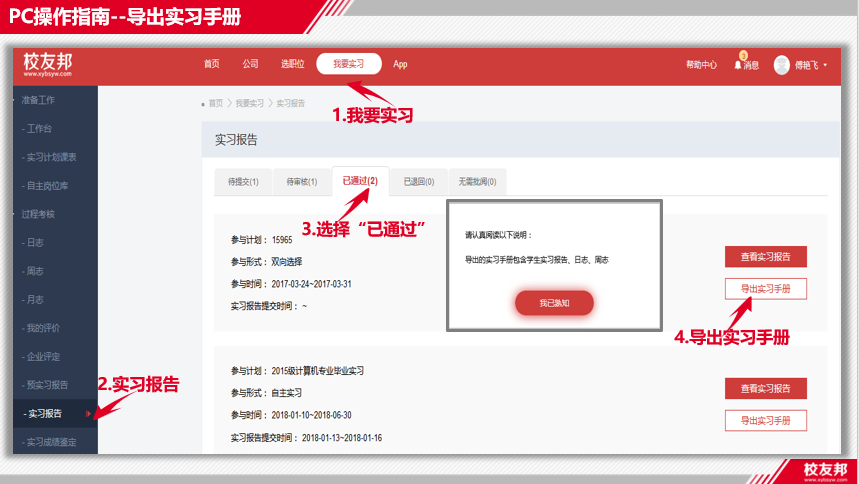 PC操作指南--导出实习手册
校友邦
www.xybsyw.com
首页 公司 选职位 我要实习 App
帮助中心 3 消息 傅艳飞
准备工作
- 工作台
- 实习计划课表
- 自主岗位库
过程考核
- 日志
- 周志
- 月志
- 我的评价
- 企业评定
- 预实习报告
- 实习报告
- 实习成绩鉴定
首页 > 我要实习 > 实习报告
1.我要实习
实习报告
待提交(1) 待审核(1) 已通过(2) 已退回(0) 无需批阅(0)
3.选择“已通过”
参与计划： 15965
参与形式： 双向选择
参与时间： 2017-03-24~2017-03-31
实习报告提交时间： ~
请认真阅读以下说明：
导出的实习手册包含学生实习报告、日志、周志
我已熟知
查看实习报告
导出实习手册
4.导出实习手册
2.实习报告
参与计划： 2015级计算机专业毕业实习
参与形式： 自主实习
参与时间： 2018-01-10~2018-06-30
实习报告提交时间： 2018-01-13~2018-01-16
查看实习报告
导出实习手册
校友邦
www.xybsyw.com